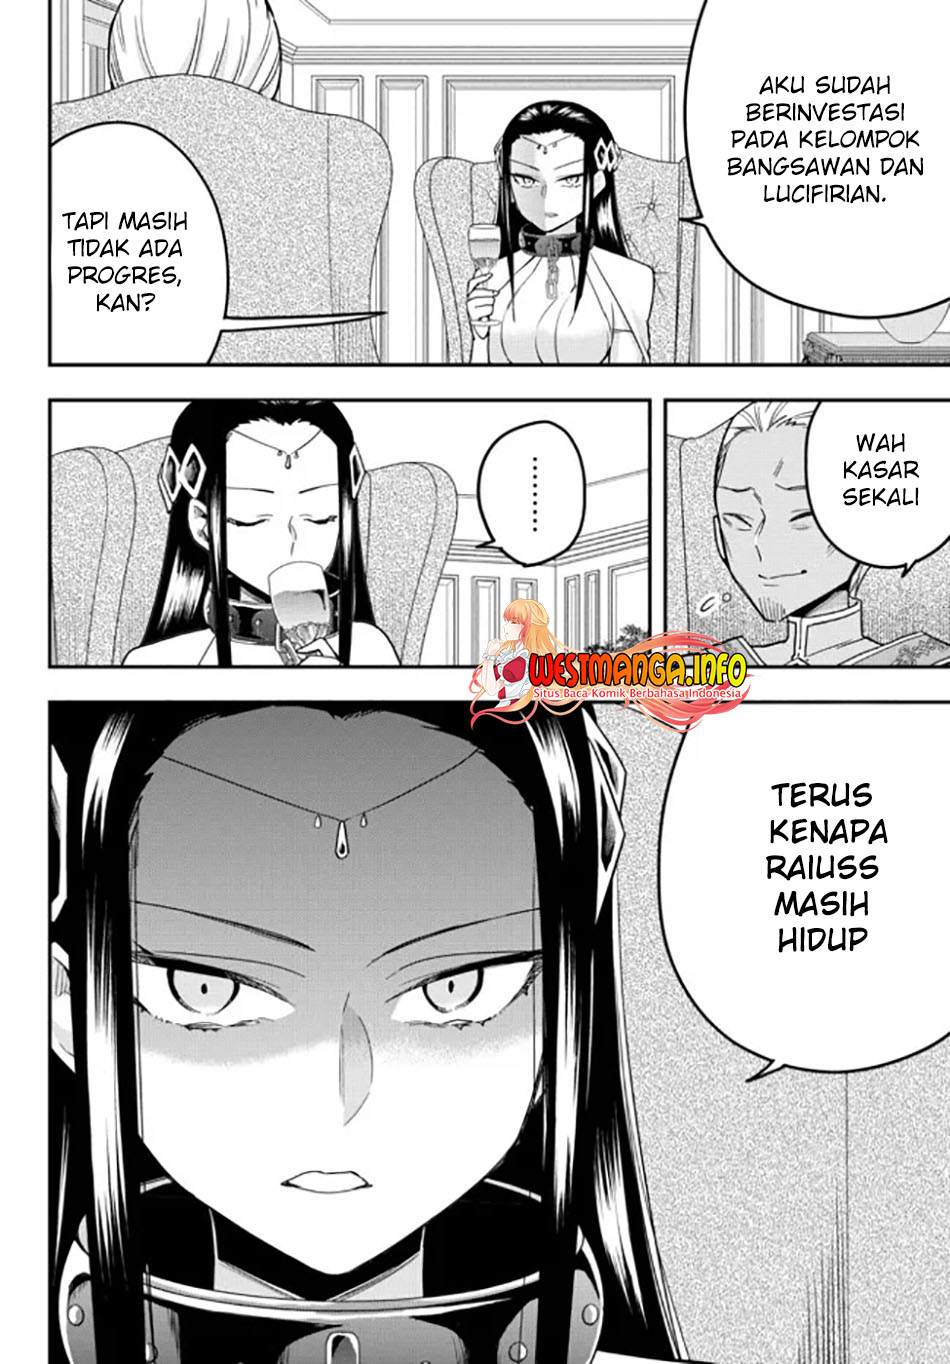 AKU SUDAH
BERINVESTASI
PADA KELOMPOK
BANGSAWAN DAN
LUCIFIRIAN.
TAPI MASIH
TIDAK ADA
PROGRES,
KAN?
WAH
KASAR
SEKALI
........
WESTMANGA.INFO
Situs Baca Komik Berbahasa Indonesia
TERUS
KENAPA
RAIUSS
MASIH
HIDUP